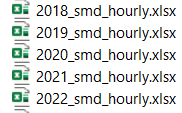 2018_smd_hourly.xlsx
2019_smd_hourly.xlsx
2020_smd_hourly.xlsx
2021_smd_hourly.xlsx
2022_smd_hourly.xlsx